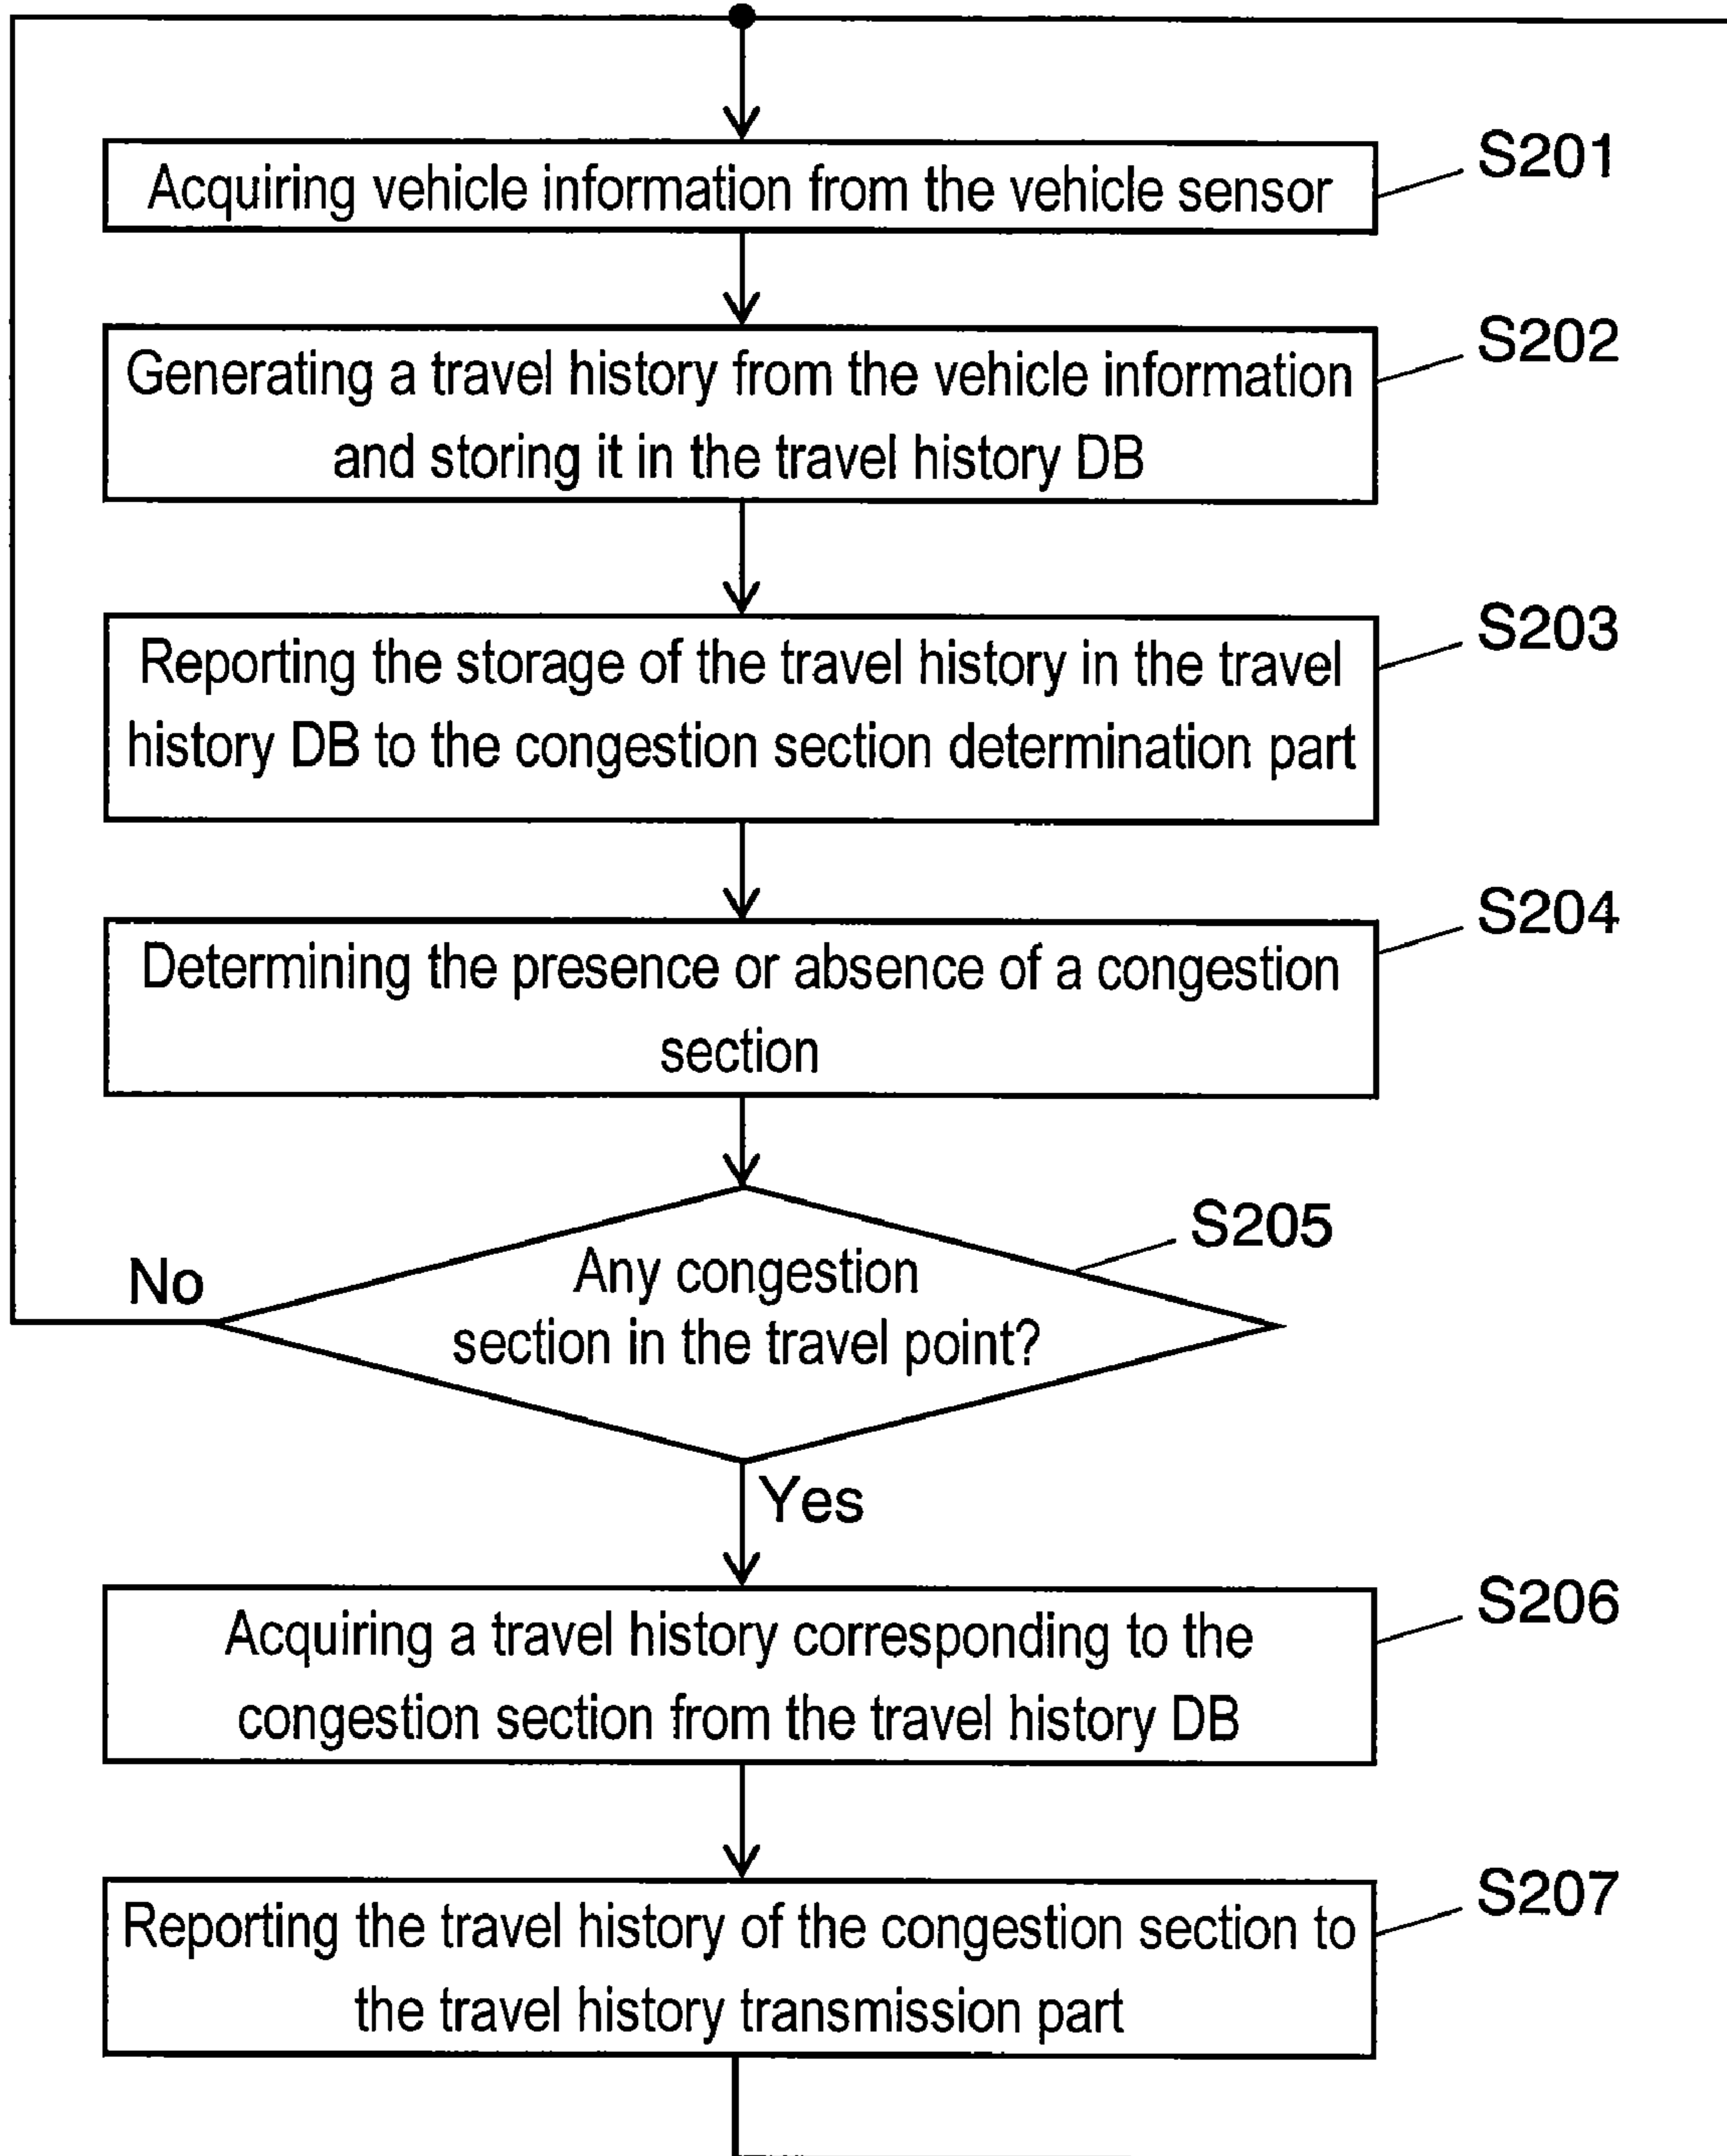 Acquiring vehicle information from the vehicle sensor
S201
Generating a travel history from the vehicle information
and storing it in the travel history DB
S202
Reporting the storage of the travel history in the travel
history DB to the congestion section determination part
S203
Determining the presence or absence of a congestion
section
S204
Any congestion
section in the travel point?
S205
No
Yes
Acquiring a travel history corresponding to the
congestion section from the travel history DB
S206
Reporting the travel history of the congestion section to
the travel history transmission part
S207